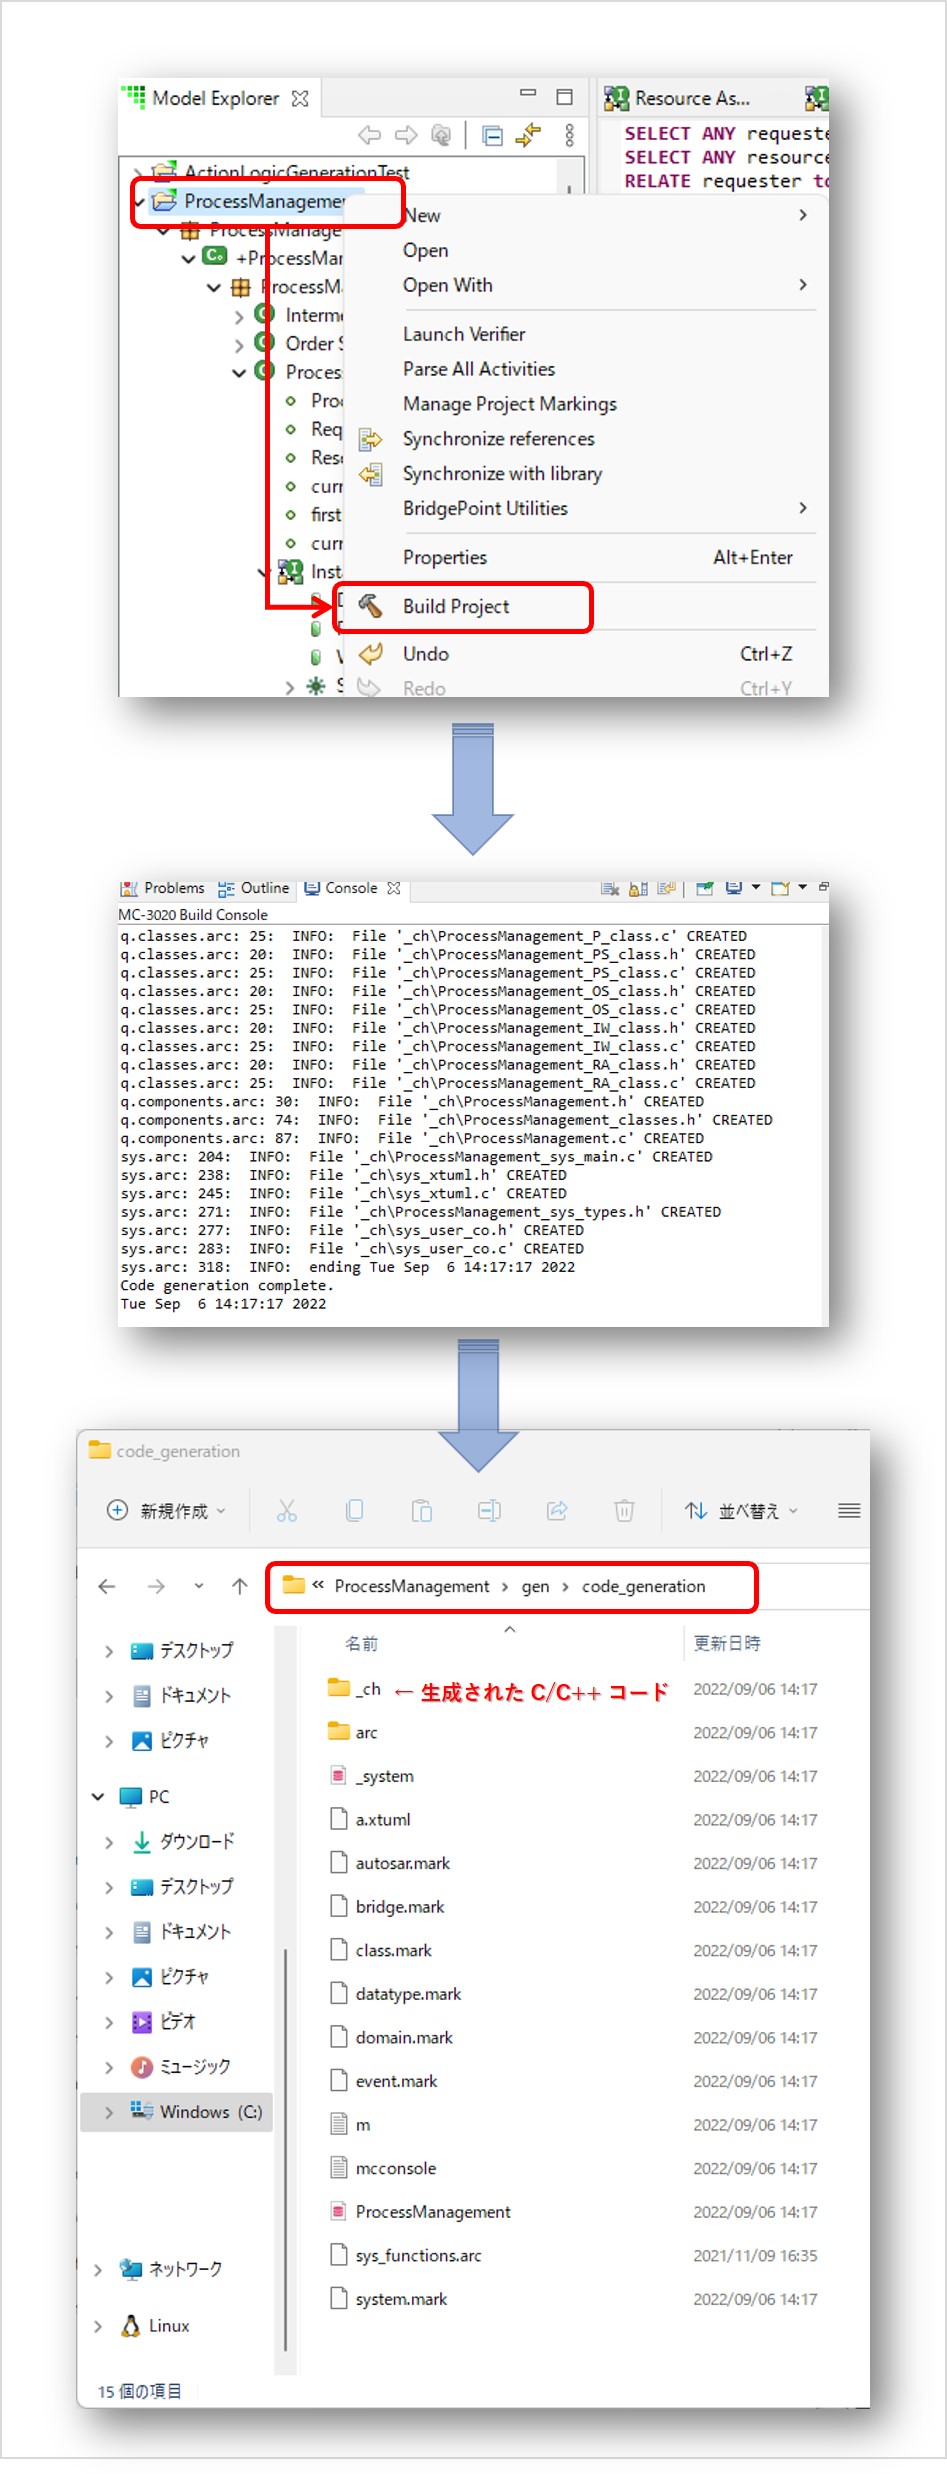 Model Explorer
Resource As...
SELECT ANY requeste
SELECT ANY resource
RELATE requester to
ActionLogicGenerationTest
ProcessManagemen
ProcessManage
+ProcessMan
ProcessM
Interme
Order S
Proces
Pro
Req
Res
curr
first
curr
Inst
S
New
Open
Open With
Launch Verifier
Parse All Activities
Manage Project Markings
Synchronize references
Synchronize with library
BridgePoint Utilities
Properties Alt+Enter
Build Project
Undo Ctrl+Z
Redo Ctrl+Y
Problems Outline Console
MC-3020 Build Console
q.classes.arc: 25: INFO: File '_ch\ProcessManagement_P_class.c' CREATED
q.classes.arc: 20: INFO: File '_ch\ProcessManagement_PS_class.h' CREATED
q.classes.arc: 25: INFO: File '_ch\ProcessManagement_PS_class.c' CREATED
q.classes.arc: 20: INFO: File '_ch\ProcessManagement_OS_class.h' CREATED
q.classes.arc: 25: INFO: File '_ch\ProcessManagement_OS_class.c' CREATED
q.classes.arc: 20: INFO: File '_ch\ProcessManagement_IW_class.h' CREATED
q.classes.arc: 25: INFO: File '_ch\ProcessManagement_IW_class.c' CREATED
q.classes.arc: 20: INFO: File '_ch\ProcessManagement_RA_class.h' CREATED
q.classes.arc: 25: INFO: File '_ch\ProcessManagement_RA_class.c' CREATED
q.components.arc: 30: INFO: File '_ch\ProcessManagement.h' CREATED
q.components.arc: 74: INFO: File '_ch\ProcessManagement_classes.h' CREATED
q.components.arc: 87: INFO: File '_ch\ProcessManagement.c' CREATED
sys.arc: 204: INFO: File '_ch\ProcessManagement_sys_main.c' CREATED
sys.arc: 238: INFO: File '_ch\sys_xtuml.h' CREATED
sys.arc: 245: INFO: File '_ch\sys_xtuml.c' CREATED
sys.arc: 271: INFO: File '_ch\ProcessManagement_sys_types.h' CREATED
sys.arc: 277: INFO: File '_ch\sys_user_co.h' CREATED
sys.arc: 283: INFO: File '_ch\sys_user_co.c' CREATED
sys.arc: 318: INFO: ending Tue Sep 6 14:17:17 2022
Code generation complete.
Tue Sep 6 14:17:17 2022
code_generation
新規作成 並べ替え
« ProcessManagement › gen › code_generation
名前 更新日時
デスクトップ
ドキュメント
ピクチャ
PC
ダウンロード
デスクトップ
ドキュメント
ピクチャ
ビデオ
ミュージック
Windows (C:)
ネットワーク
Linux
_ch ← 生成された C/C++ コード 2022/09/06 14:17
arc 2022/09/06 14:17
_system 2022/09/06 14:17
a.xtuml 2022/09/06 14:17
autosar.mark 2022/09/06 14:17
bridge.mark 2022/09/06 14:17
class.mark 2022/09/06 14:17
datatype.mark 2022/09/06 14:17
domain.mark 2022/09/06 14:17
event.mark 2022/09/06 14:17
m 2022/09/06 14:17
mcconsole 2022/09/06 14:17
ProcessManagement 2022/09/06 14:17
sys_functions.arc 2021/11/09 16:35
system.mark 2022/09/06 14:17
15 個の項目